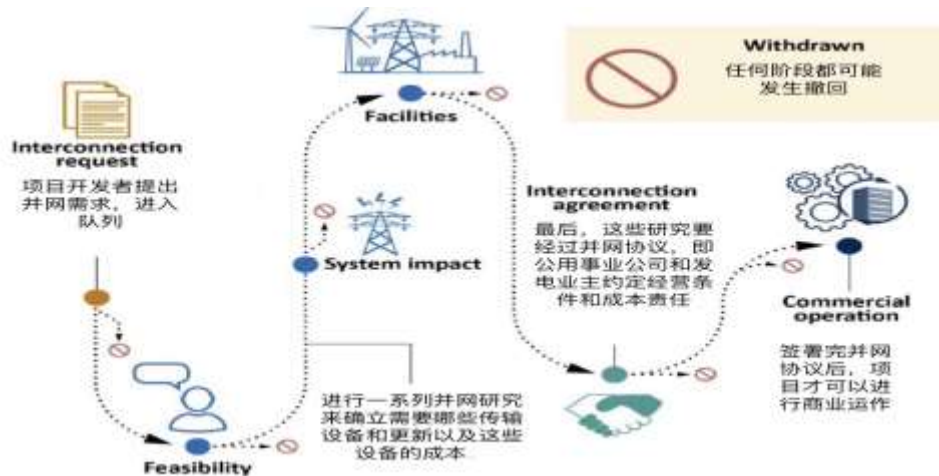 Interconnection
request
项目开发者提出
并网需求，进入
队列
Feasibility
System impact
进行一系列并网研究
来确立需要哪些传输
设备和更新以及这些
设备的成本
Facilities
Interconnection
agreement
最后，这些研究要
经过并网协议，即
公用事业公司和发
电业主约定经营条
件和成本责任
Withdrawn
任何阶段都可能
发生撤回
Commercial
operation
签署完并网
协议后，项
目才可以进
行商业运作